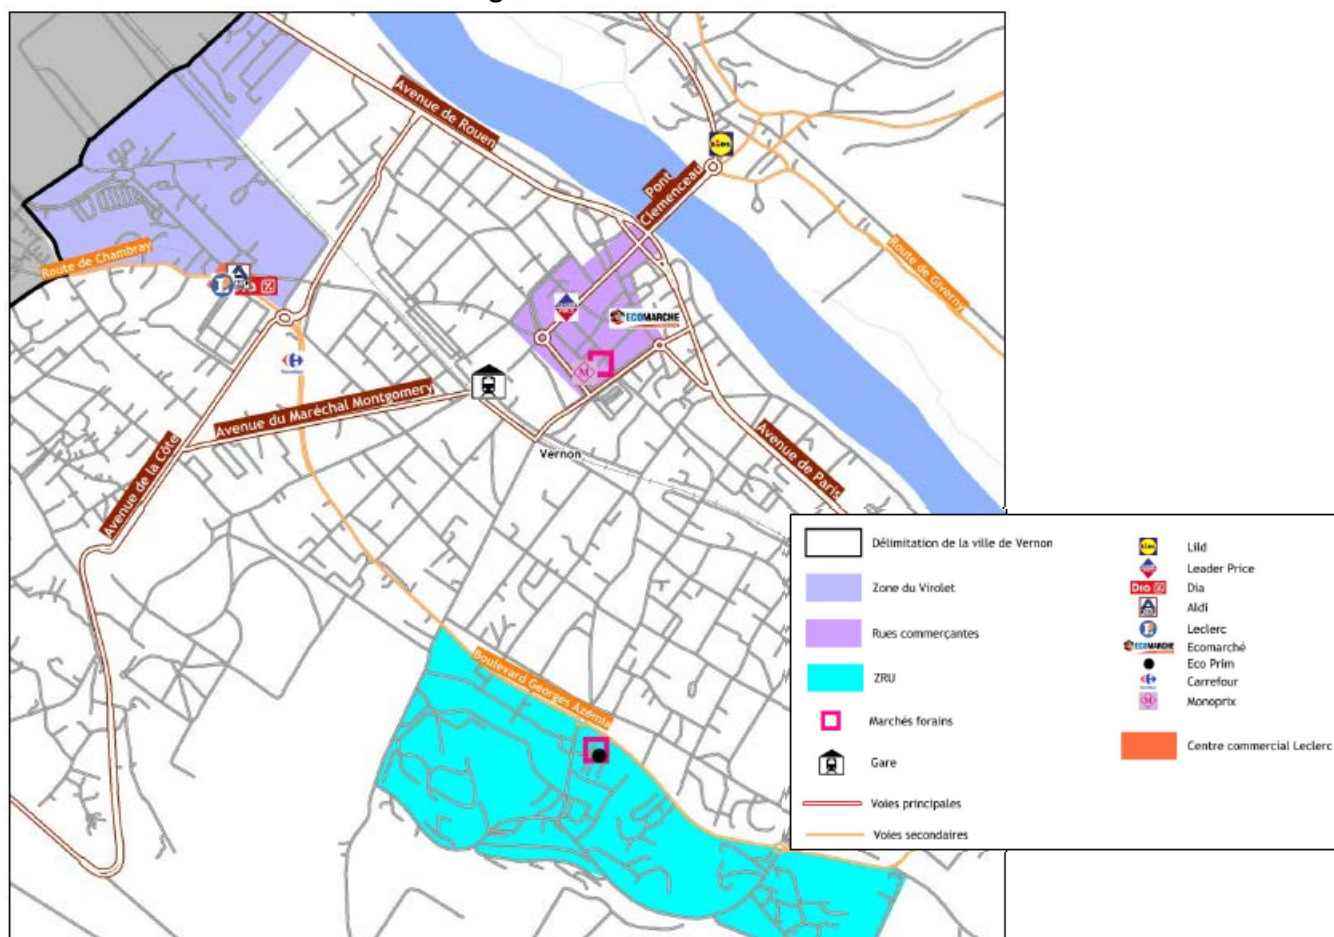 Avenue de Rouen
Pont
Clemenceau
Route de Chambray
Route de Giverny
ECOMARCHE
Avenue du Maréchal Montgomery
Avenue de la Côte
Vernon
Avenue de Paris
Boulevard Georges Azémia
Délimitation de la ville de Vernon
Zone du Virolet
Rues commerçantes
ZRU
Marchés forains
Gare
Voies principales
Voies secondaires
Lild
Leader Price
DIA Dia
Aldi
Leclerc
ECOMARCHE Ecomarché
Eco Prim
Carrefour
M Monoprix
Centre commercial Leclerc